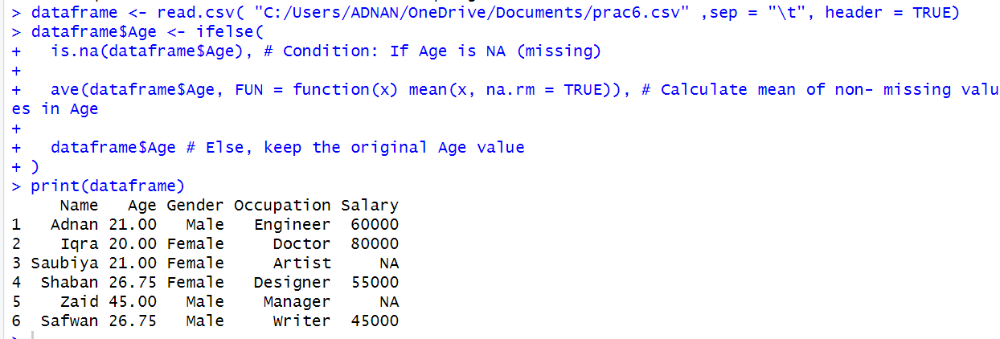 > dataframe <- read.csv( "C:/Users/ADNAN/OneDrive/Documents/prac6.csv" ,sep = "\t", header = TRUE)
> dataframe$Age <- ifelse(
+   is.na(dataframe$Age), # Condition: If Age is NA (missing)
+
+   ave(dataframe$Age, FUN = function(x) mean(x, na.rm = TRUE)), # Calculate mean of non- missing valu
es in Age
+
+   dataframe$Age # Else, keep the original Age value
+ )
> print(dataframe)
     Name   Age Gender Occupation Salary
1   Adnan 21.00   Male   Engineer  60000
2    Iqra 20.00 Female     Doctor  80000
3 Saubiya 21.00 Female     Artist     NA
4  Shaban 26.75 Female   Designer  55000
5    Zaid 45.00   Male    Manager     NA
6  Safwan 26.75   Male     Writer  45000
>